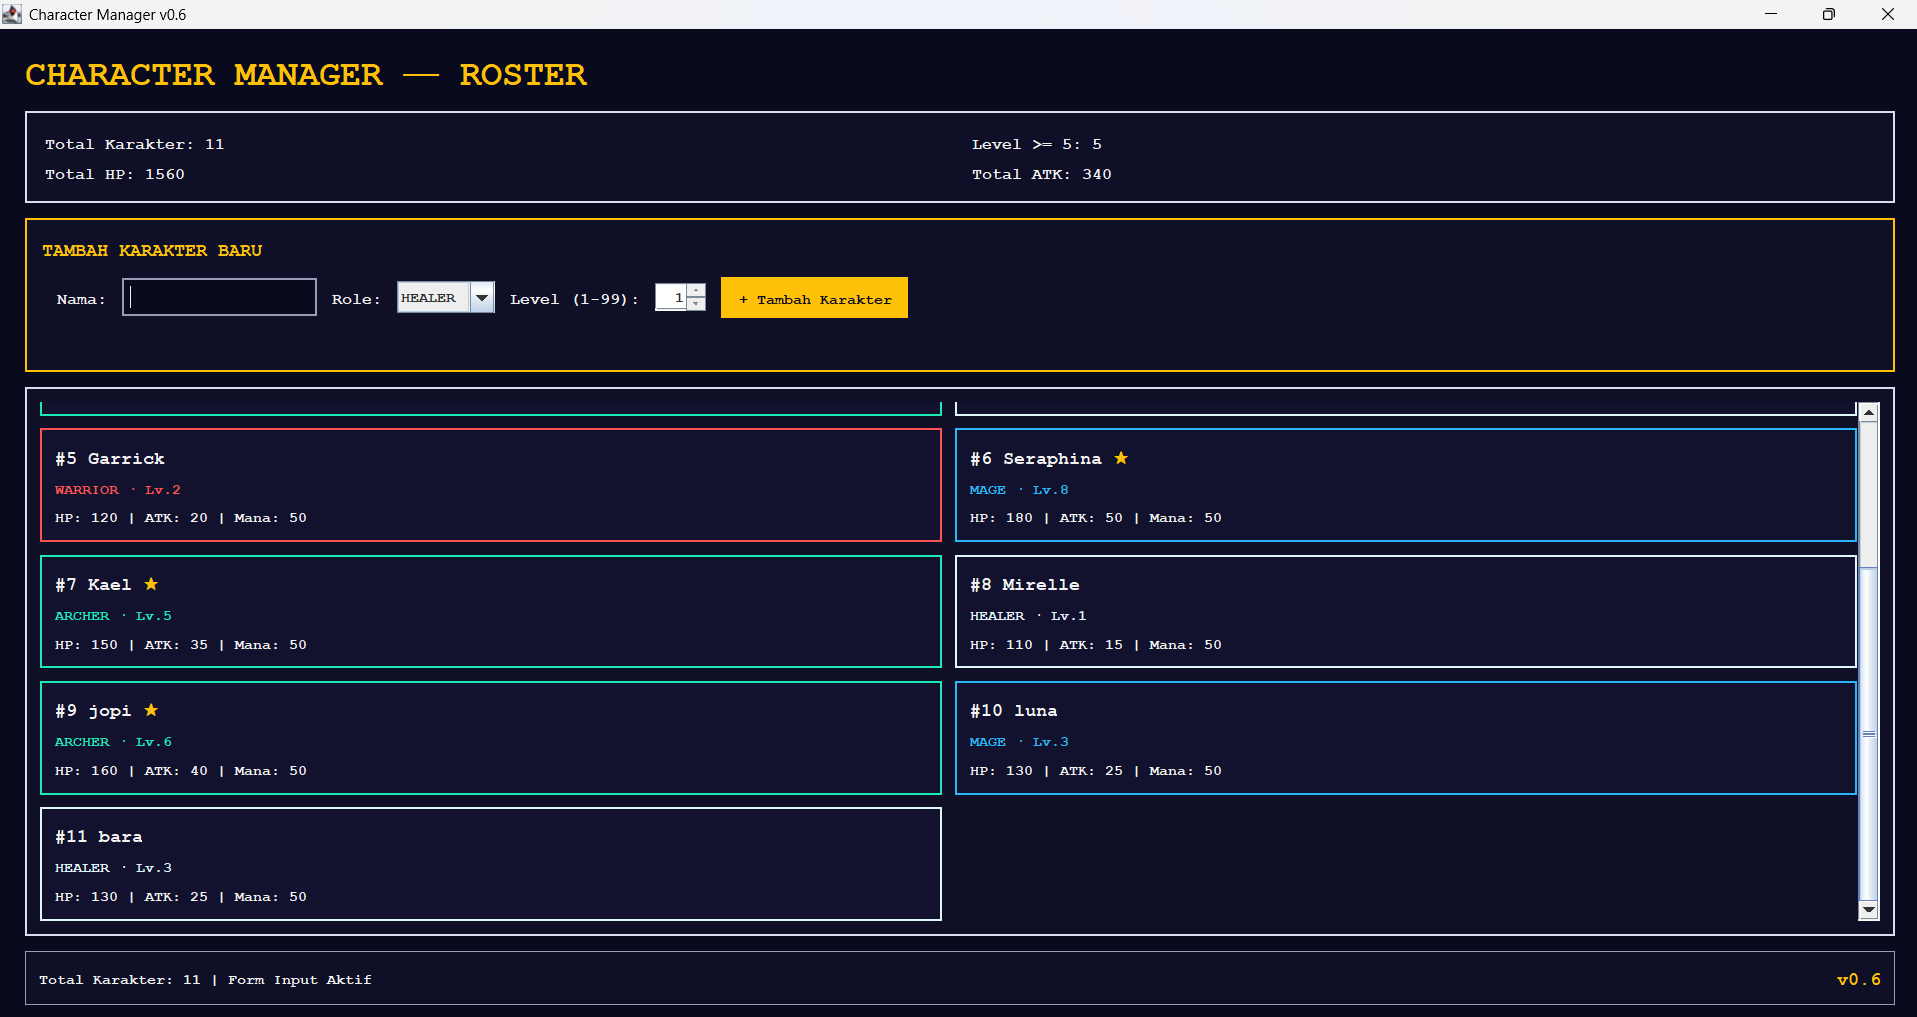 Character Manager v0.6
CHARACTER MANAGER — ROSTER
Total Karakter: 11
Level >= 5: 5
Total HP: 1560
Total ATK: 340
TAMBAH KARAKTER BARU
Nama: Role: HEALER Level (1-99): 1 + Tambah Karakter
#5 Garrick
WARRIOR · Lv.2
HP: 120 | ATK: 20 | Mana: 50
#6 Seraphina ★
MAGE · Lv.8
HP: 180 | ATK: 50 | Mana: 50
#7 Kael ★
ARCHER · Lv.5
HP: 150 | ATK: 35 | Mana: 50
#8 Mirelle
HEALER · Lv.1
HP: 110 | ATK: 15 | Mana: 50
#9 jopi ★
ARCHER · Lv.6
HP: 160 | ATK: 40 | Mana: 50
#10 luna
MAGE · Lv.3
HP: 130 | ATK: 25 | Mana: 50
#11 bara
HEALER · Lv.3
HP: 130 | ATK: 25 | Mana: 50
Total Karakter: 11 | Form Input Aktif
v0.6